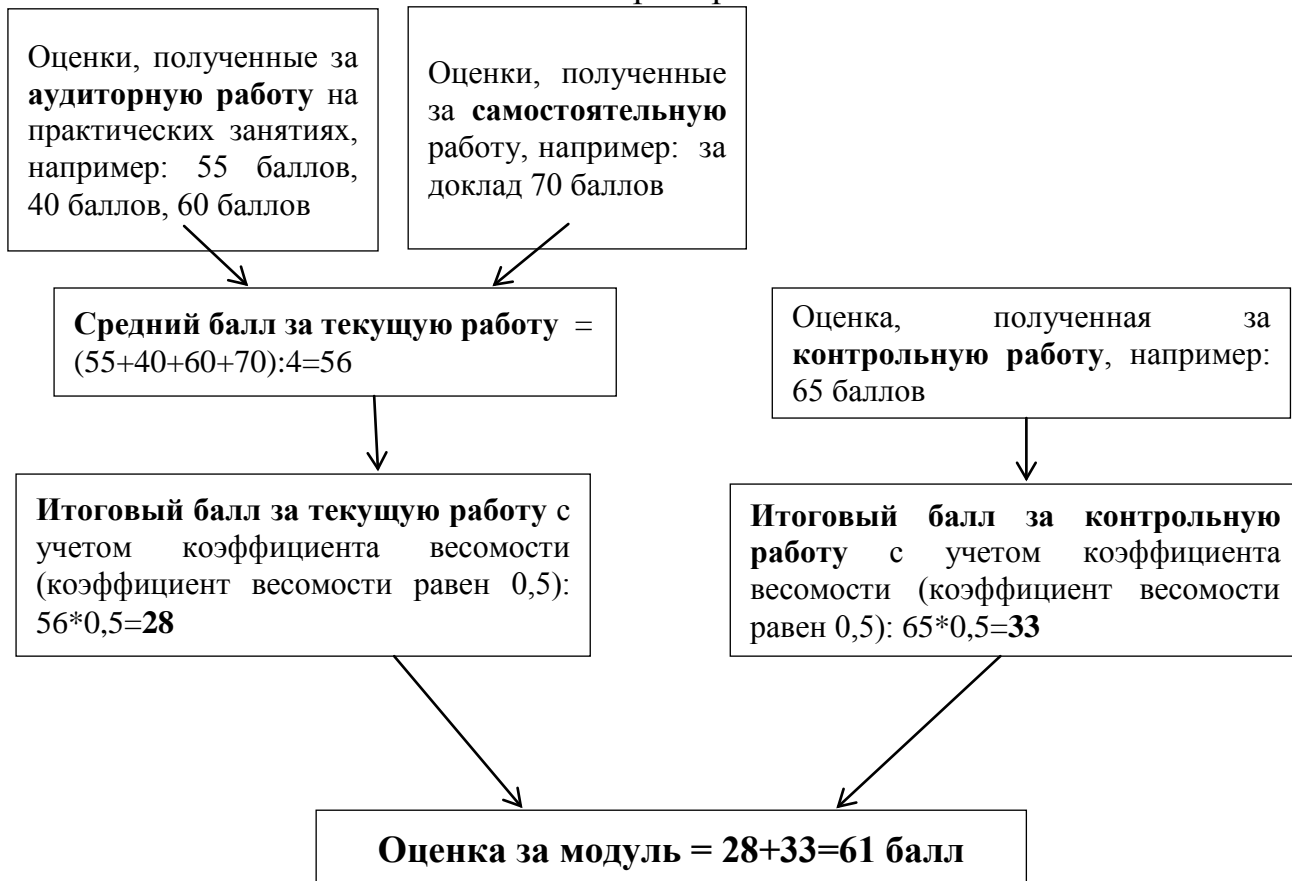 Оценки, полученные за
аудиторную работу на
практических занятиях,
например: 55 баллов,
40 баллов, 60 баллов
Оценки, полученные
за самостоятельную
работу, например: за
доклад 70 баллов
Средний балл за текущую работу =
(55+40+60+70):4=56
Оценка, полученная за
контрольную работу, например:
65 баллов
Итоговый балл за текущую работу с
учетом коэффициента весомости
(коэффициент весомости равен 0,5):
56*0,5=28
Итоговый балл за контрольную
работу с учетом коэффициента
весомости (коэффициент весомости
равен 0,5): 65*0,5=33
Оценка за модуль = 28+33=61 балл